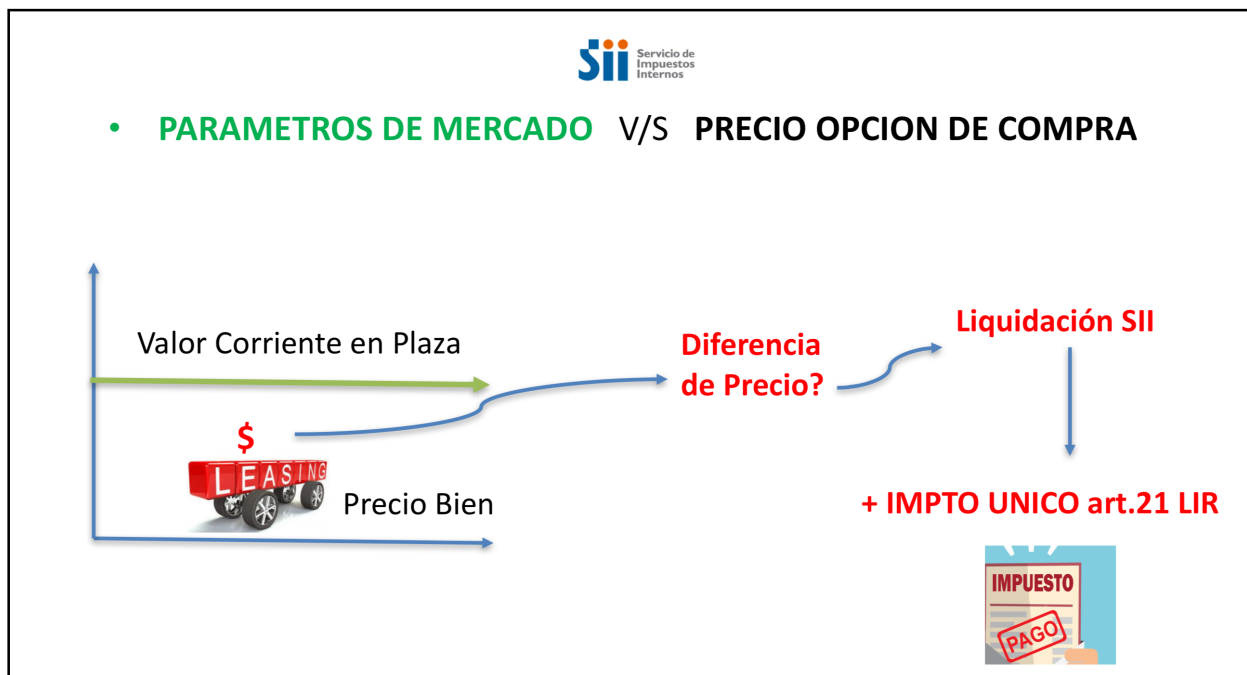 Sii Servicio de
Impuestos
Internos
• PARAMETROS DE MERCADO V/S PRECIO OPCION DE COMPRA
Valor Corriente en Plaza
$
LEASING
Precio Bien
Diferencia
de Precio?
Liquidación SII
+ IMPTO UNICO art.21 LIR
IMPUESTO
PAGO